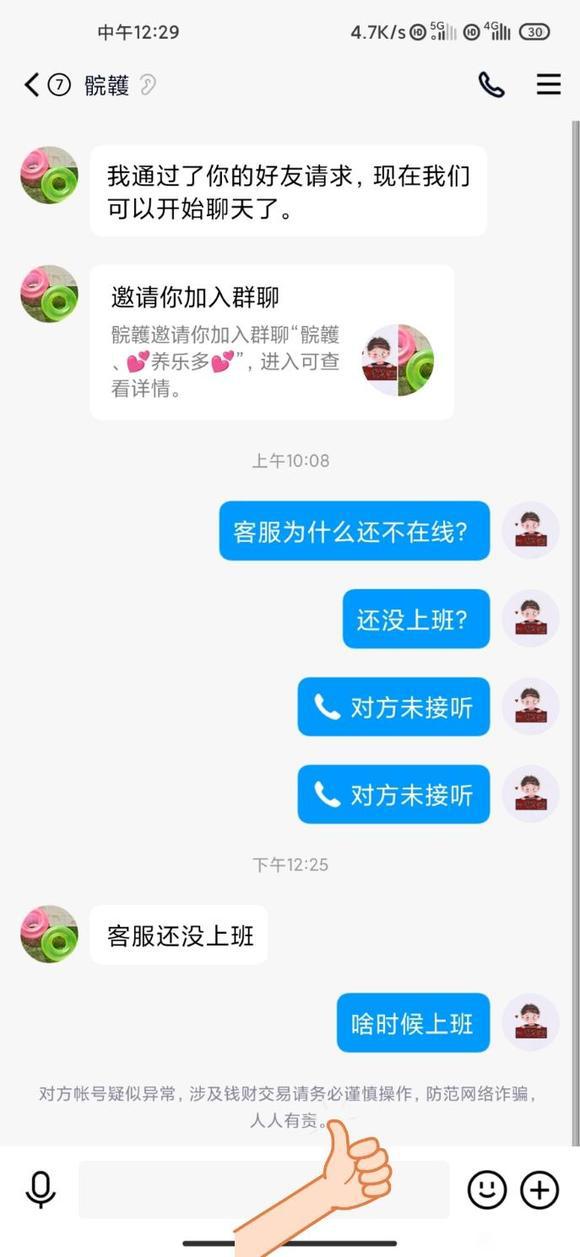 中午12:29
4.7K/s HD 5G HD 4G 30
7 髋韄
我通过了你的好友请求，现在我们
可以开始聊天了。
邀请你加入群聊
髋韄邀请你加入群聊“髋韄
、💕养乐多💕”，进入可查
看详情。
上午10:08
客服为什么还不在线？
还没上班？
对方未接听
对方未接听
下午12:25
客服还没上班
啥时候上班
对方帐号疑似异常，涉及钱财交易请务必谨慎操作，防范网络诈骗，
人人有责。